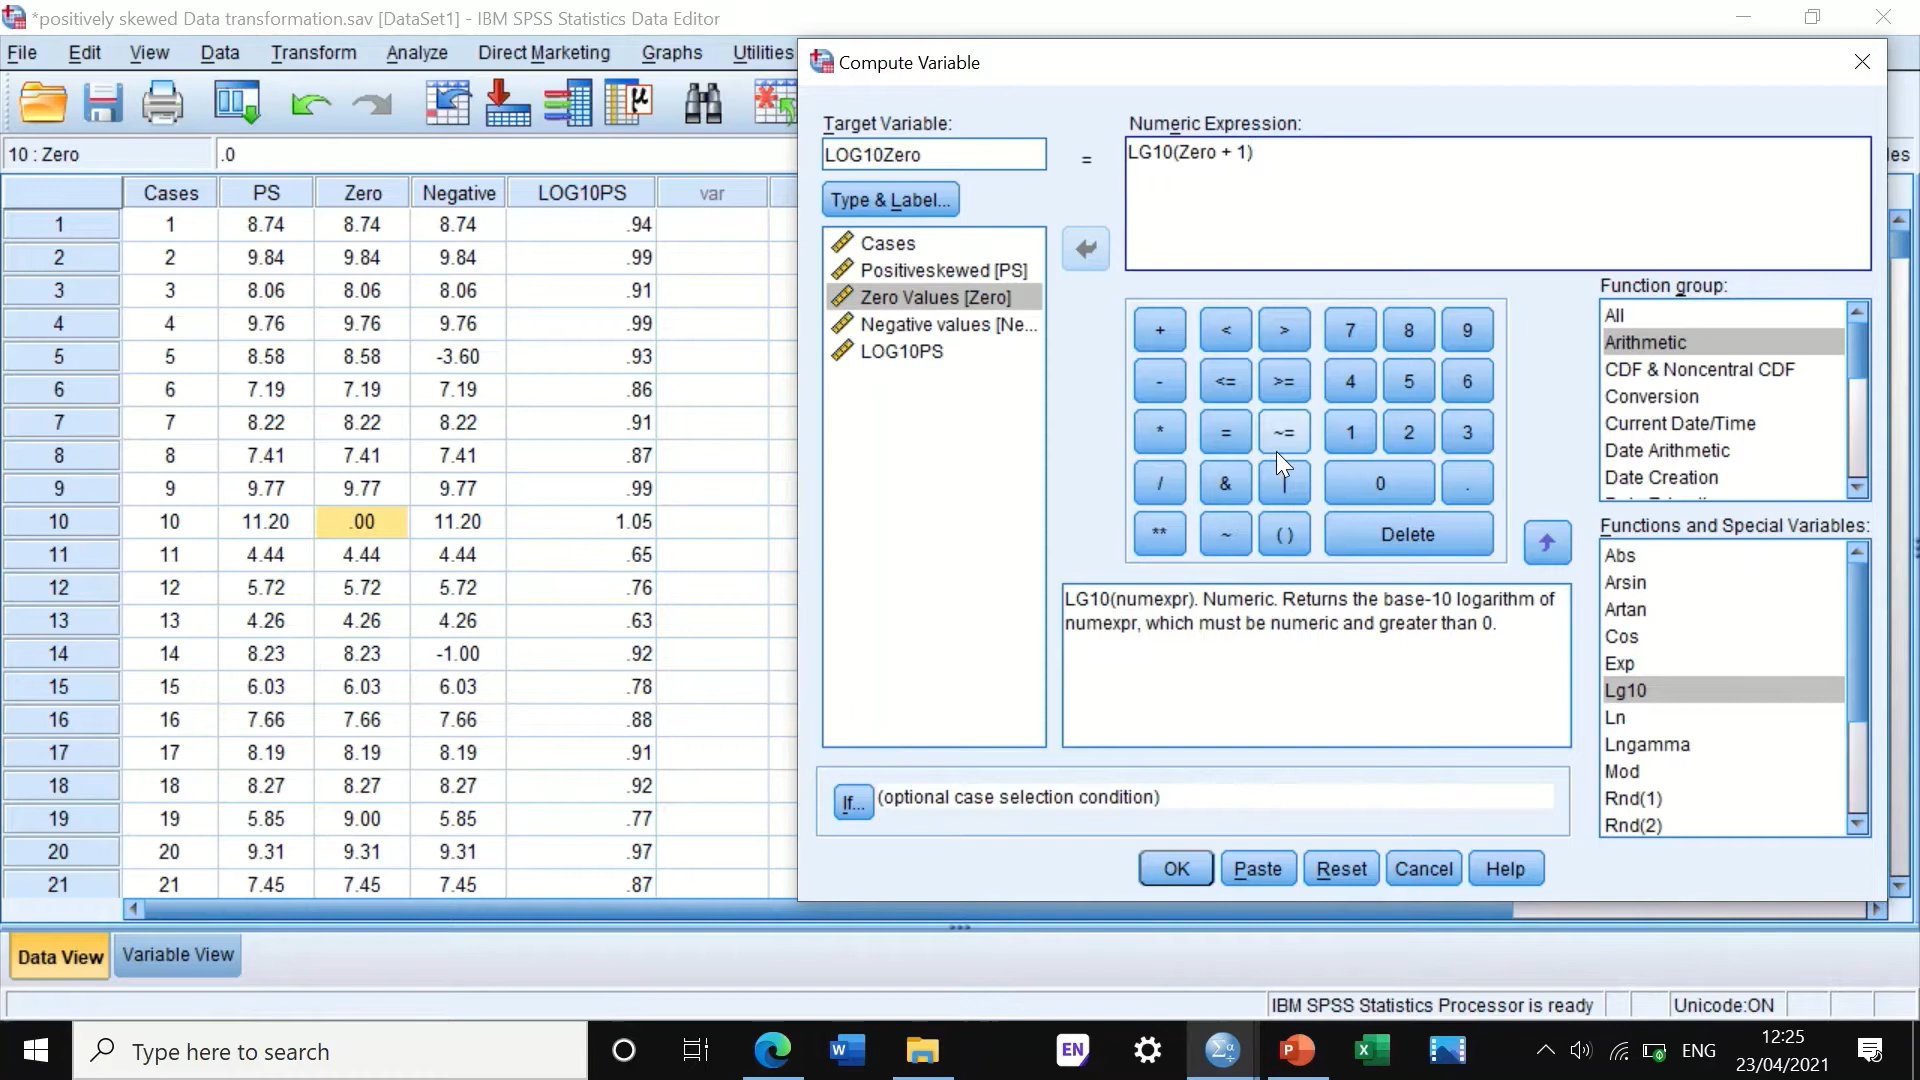 *positively skewed Data transformation.sav [DataSet1] - IBM SPSS Statistics Data Editor
File Edit View Data Transform Analyze Direct Marketing Graphs Utilities
10 : Zero .0
Cases PS Zero Negative LOG10PS var
1 1 8.74 8.74 8.74 .94
2 2 9.84 9.84 9.84 .99
3 3 8.06 8.06 8.06 .91
4 4 9.76 9.76 9.76 .99
5 5 8.58 8.58 -3.60 .93
6 6 7.19 7.19 7.19 .86
7 7 8.22 8.22 8.22 .91
8 8 7.41 7.41 7.41 .87
9 9 9.77 9.77 9.77 .99
10 10 11.20 .00 11.20 1.05
11 11 4.44 4.44 4.44 .65
12 12 5.72 5.72 5.72 .76
13 13 4.26 4.26 4.26 .63
14 14 8.23 8.23 -1.00 .92
15 15 6.03 6.03 6.03 .78
16 16 7.66 7.66 7.66 .88
17 17 8.19 8.19 8.19 .91
18 18 8.27 8.27 8.27 .92
19 19 5.85 9.00 5.85 .77
20 20 9.31 9.31 9.31 .97
21 21 7.45 7.45 7.45 .87
Data View Variable View
Compute Variable
Target Variable:
LOG10Zero
=
Type & Label...
Cases
Positiveskewed [PS]
Zero Values [Zero]
Negative values [Ne...
LOG10PS
Numeric Expression:
LG10(Zero + 1)
+ < > 7 8 9
- <= >= 4 5 6
* = ~= 1 2 3
/ & | 0 .
** ~ ( ) Delete
LG10(numexpr). Numeric. Returns the base-10 logarithm of
numexpr, which must be numeric and greater than 0.
Function group:
All
Arithmetic
CDF & Noncentral CDF
Conversion
Current Date/Time
Date Arithmetic
Date Creation
Functions and Special Variables:
Abs
Arsin
Artan
Cos
Exp
Lg10
Ln
Lngamma
Mod
Rnd(1)
Rnd(2)
If... (optional case selection condition)
OK Paste Reset Cancel Help
les
IBM SPSS Statistics Processor is ready Unicode:ON
Type here to search
EN
ENG
12:25
23/04/2021